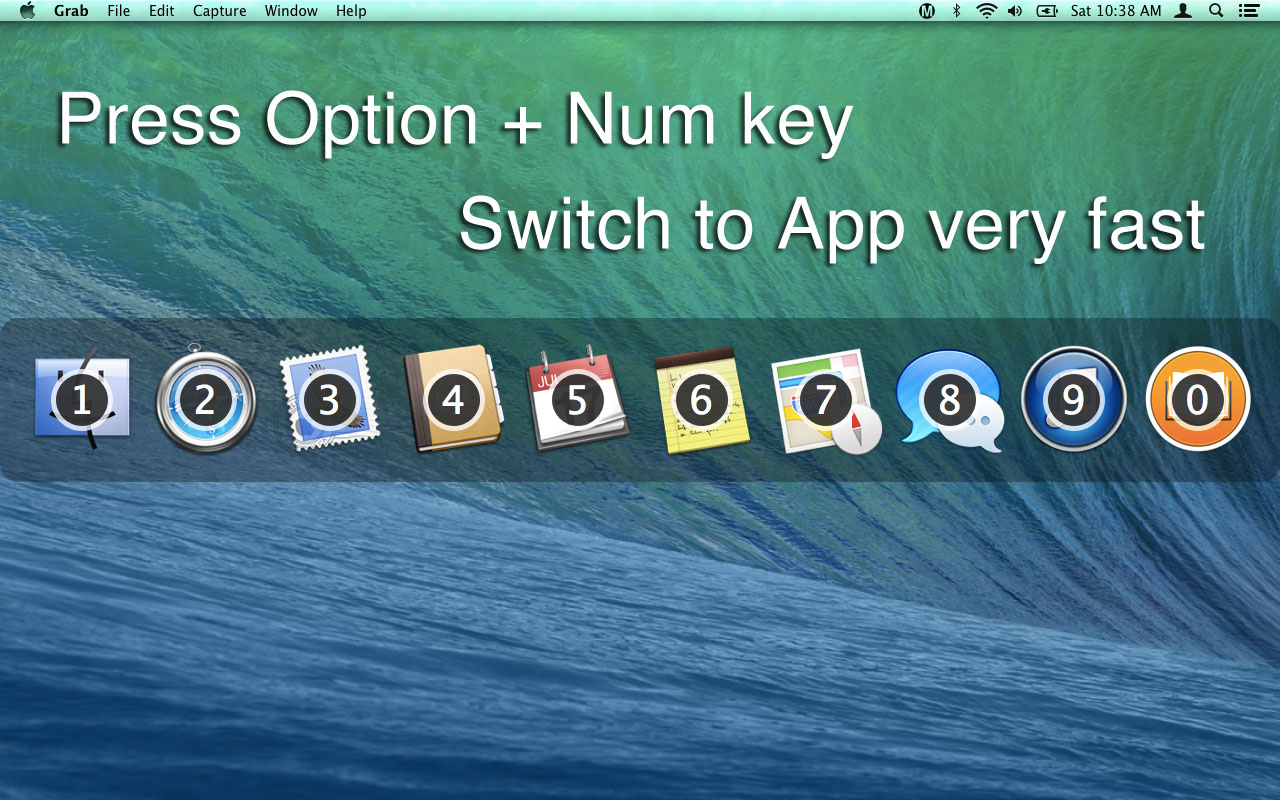 Grab File Edit Capture Window Help M Sat 10:38 AM
Press Option + Num key
Switch to App very fast
JUL
1 2 3 4 5 6 7 8 9 0